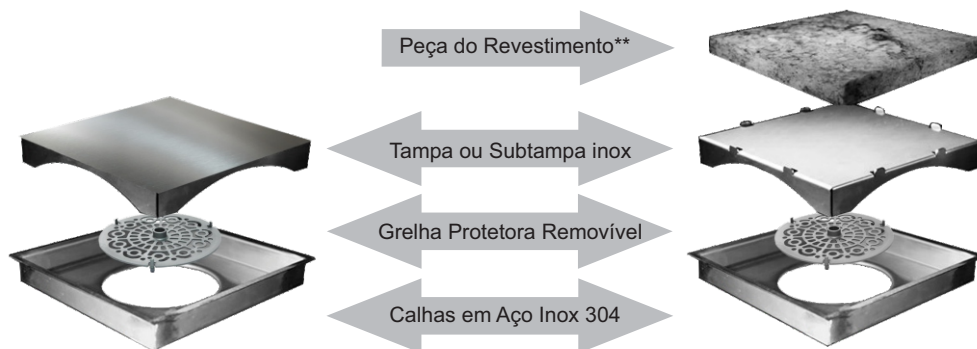 Peça do Revestimento**
Tampa ou Subtampa inox
Grelha Protetora Removível
Calhas em Aço Inox 304